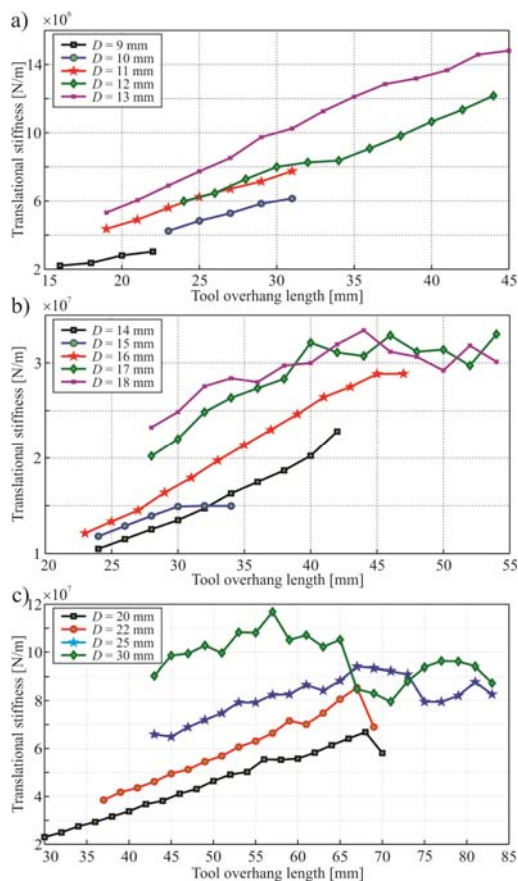 a)
×10⁶
D = 9 mm
D = 10 mm
D = 11 mm
D = 12 mm
D = 13 mm
Translational stiffness [N/m]
14
10
6
2
15 20 25 30 35 40 45
Tool overhang length [mm]
b)
×10⁷
D = 14 mm
D = 15 mm
D = 16 mm
D = 17 mm
D = 18 mm
Translational stiffness [N/m]
3
2
1
20 25 30 35 40 45 50 55
Tool overhang length [mm]
c)
×10⁷
D = 20 mm
D = 22 mm
D = 25 mm
D = 30 mm
Translational stiffness [N/m]
12
10
8
6
4
2
30 35 40 45 50 55 60 65 70 75 80 85
Tool overhang length [mm]